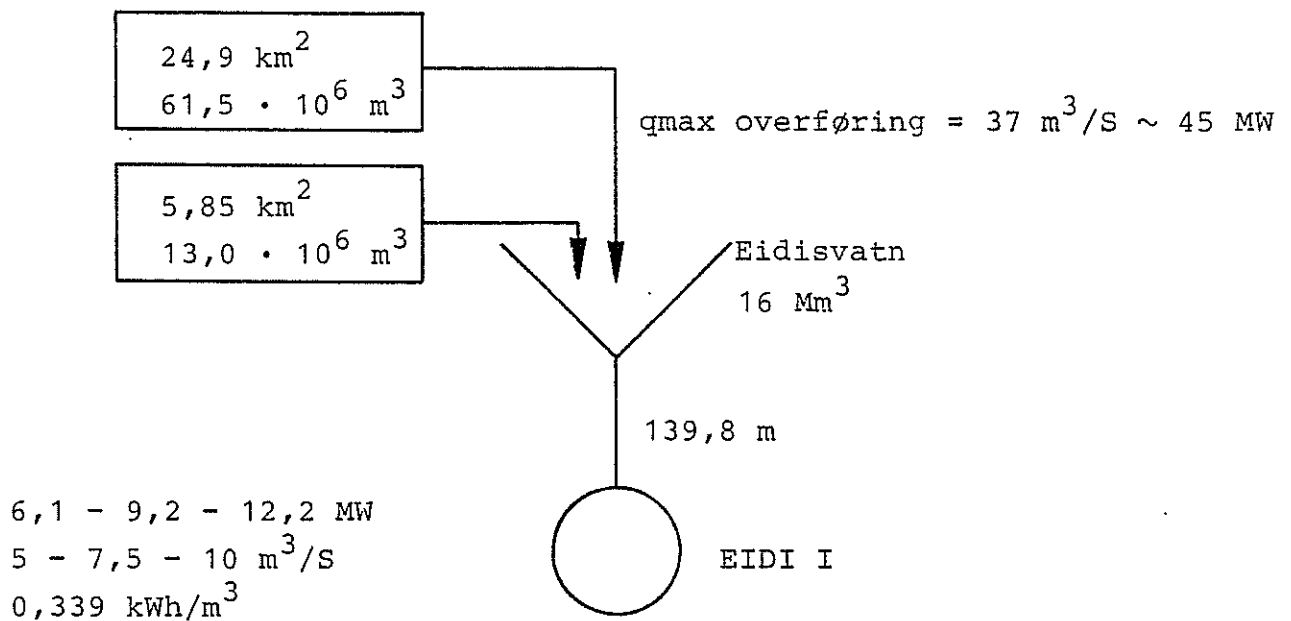 24,9 km²
61,5 · 10⁶ m³
qmax overføring = 37 m³/S ~ 45 MW
5,85 km²
13,0 · 10⁶ m³
Eidisvatn
16 Mm³
139,8 m
6,1 - 9,2 - 12,2 MW
5 - 7,5 - 10 m³/S
0,339 kWh/m³
EIDI I